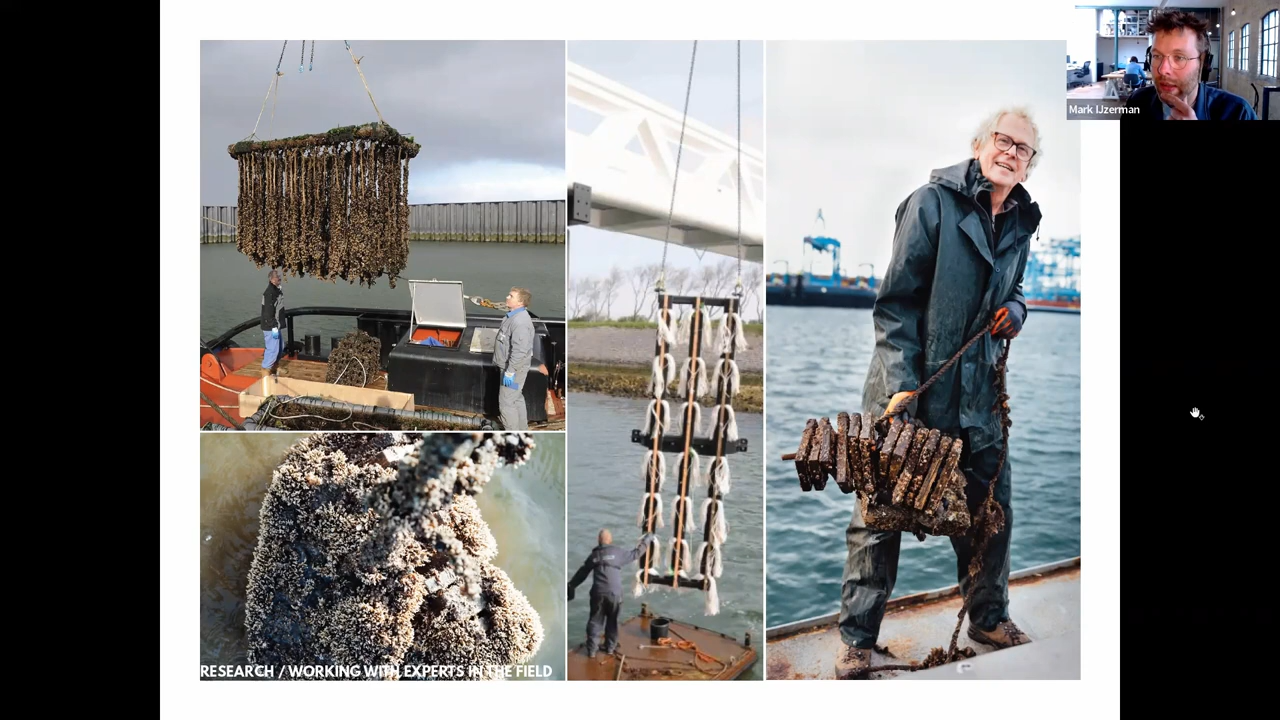 Mark IJzerman
RESEARCH / WORKING WITH EXPERTS IN THE FIELD